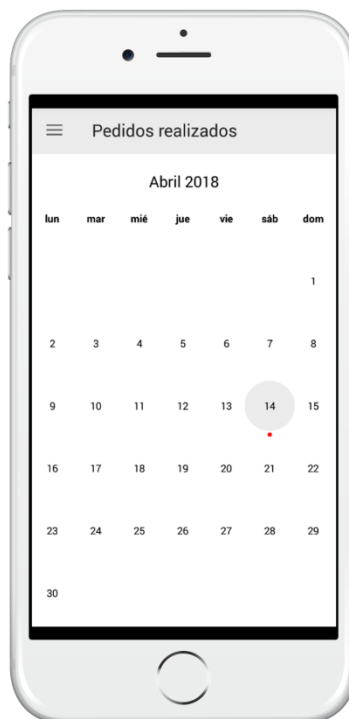 Pedidos realizados
Abril 2018
lun mar mié jue vie sáb dom
1
2 3 4 5 6 7 8
9 10 11 12 13 14 15
16 17 18 19 20 21 22
23 24 25 26 27 28 29
30